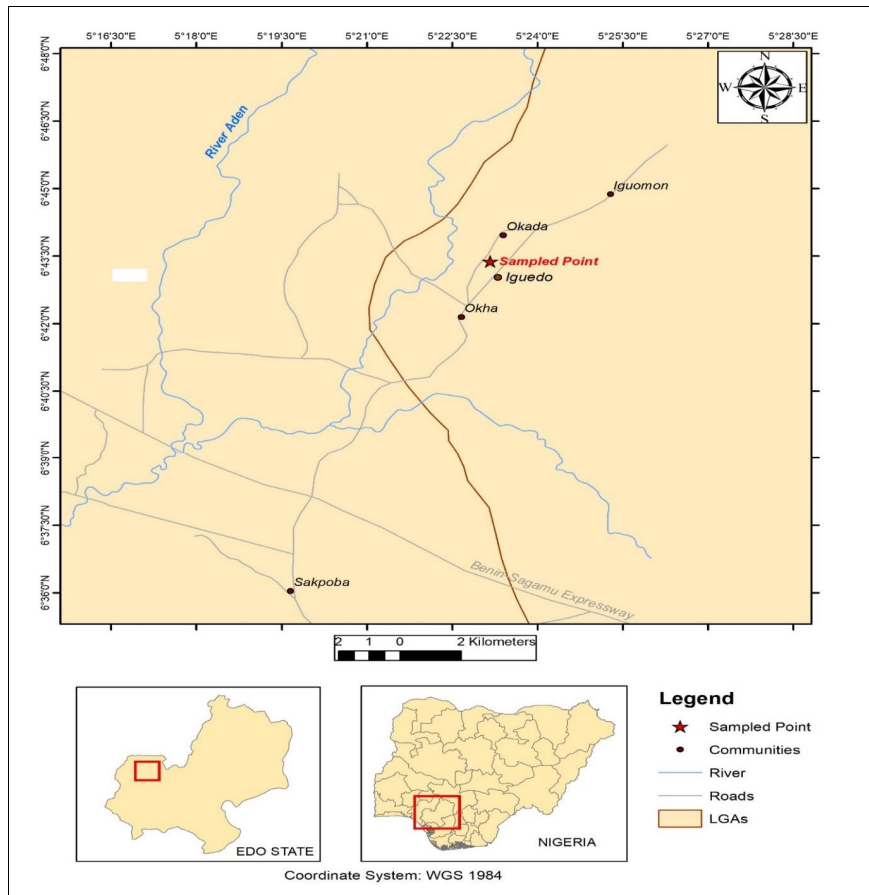 5°16'30"E 5°18'0"E 5°19'30"E 5°21'0"E 5°22'30"E 5°24'0"E 5°25'30"E 5°27'0"E 5°28'30"E
6°48'0"N
6°46'30"N
6°45'0"N
6°43'30"N
6°42'0"N
6°40'30"N
6°39'0"N
6°37'30"N
6°36'0"N
N
W E
S
River Aden
Iguomon
Okada
Sampled Point
Iguedo
Okha
Sakpoba
Benin Sagamu Expressway
2 1 0 2 Kilometers
EDO STATE
NIGERIA
Legend
Sampled Point
Communities
River
Roads
LGAs
Coordinate System: WGS 1984